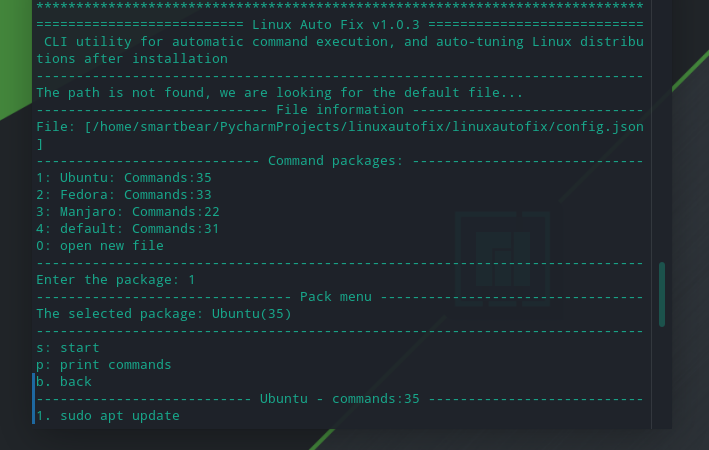 ****************************************************************************
========================== Linux Auto Fix v1.0.3 ===========================
 CLI utility for automatic command execution, and auto-tuning Linux distribu
tions after installation
----------------------------------------------------------------------------
The path is not found, we are looking for the default file...
----------------------------- File information -----------------------------
File: [/home/smartbear/PycharmProjects/linuxautofix/linuxautofix/config.json
]
---------------------------- Command packages: -----------------------------
1: Ubuntu: Commands:35
2: Fedora: Commands:33
3: Manjaro: Commands:22
4: default: Commands:31
0: open new file
----------------------------------------------------------------------------
Enter the package: 1
-------------------------------- Pack menu ---------------------------------
The selected package: Ubuntu(35)
----------------------------------------------------------------------------
s: start
p: print commands
b. back
--------------------------- Ubuntu - commands:35 ---------------------------
1. sudo apt update